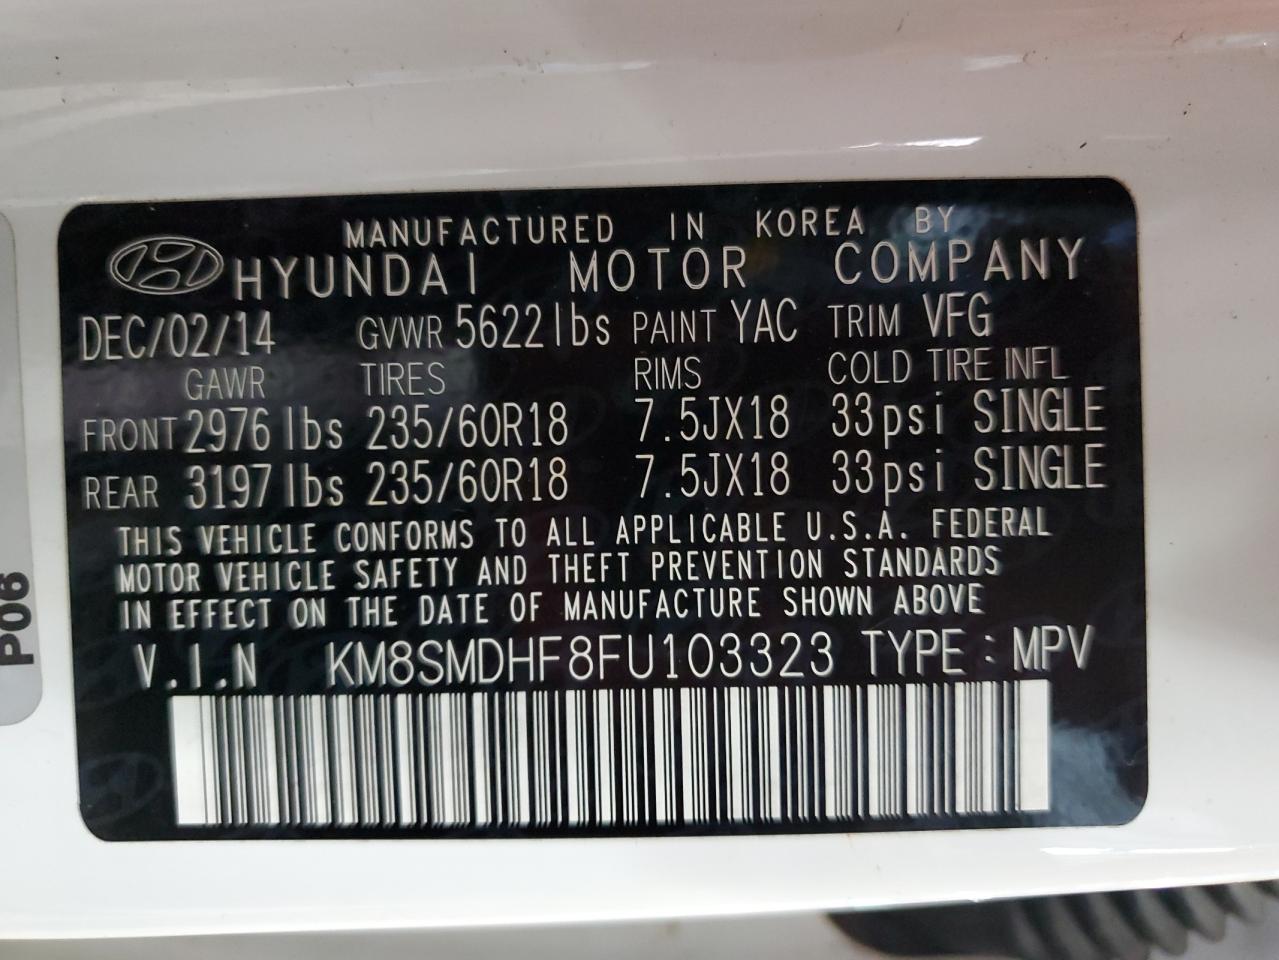 MANUFACTURED IN KOREA BY
HYUNDAI MOTOR COMPANY
DEC/02/14 GVWR 5622lbs PAINT YAC TRIM VFG
GAWR TIRES RIMS COLD TIRE INFL
FRONT 2976lbs 235/60R18 7.5JX18 33psi SINGLE
REAR 3197lbs 235/60R18 7.5JX18 33psi SINGLE
THIS VEHICLE CONFORMS TO ALL APPLICABLE U.S.A. FEDERAL
MOTOR VEHICLE SAFETY AND THEFT PREVENTION STANDARDS
IN EFFECT ON THE DATE OF MANUFACTURE SHOWN ABOVE
V.I.N KM8SMDHF8FU103323 TYPE : MPV
P06